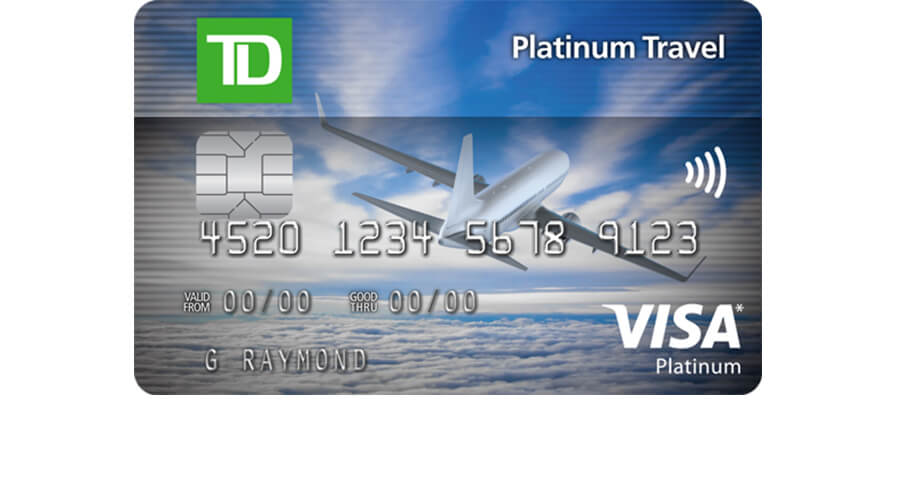 TD
Platinum Travel
4520 1234 5678 9123
VALID FROM 00/00 GOOD THRU 00/00
VISA*
G RAYMOND
Platinum